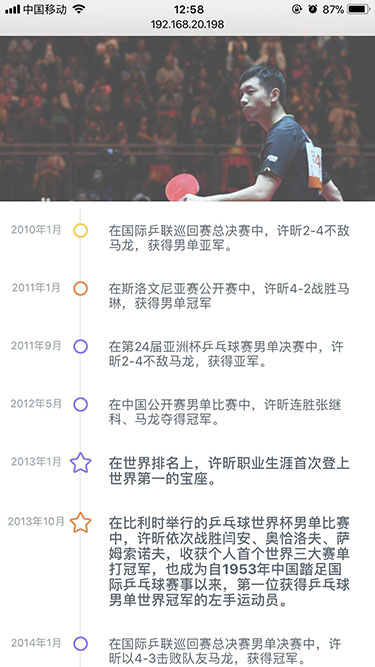 中国移动 12:58 87%
192.168.20.198
2010年1月
在国际乒联巡回赛总决赛中，许昕2-4不敌
马龙，获得男单亚军。
2011年1月
在斯洛文尼亚赛公开赛中，许昕4-2战胜马
琳，获得男单冠军
2011年9月
在第24届亚洲杯乒乓球赛男单决赛中，许
昕2-4不敌马龙，获得亚军。
2012年5月
在中国公开赛男单比赛中，许昕连胜张继
科、马龙夺得冠军。
2013年1月
在世界排名上，许昕职业生涯首次登上
世界第一的宝座。
2013年10月
在比利时举行的乒乓球世界杯男单比赛
中，许昕依次战胜闫安、奥恰洛夫、萨
姆索诺夫，收获个人首个世界三大赛单
打冠军，也成为自1953年中国踏足国
际乒乓球赛事以来，第一位获得乒乓球
男单世界冠军的左手运动员。
2014年1月
在国际乒联巡回赛总决赛男单决赛中，许
昕以4-3击败队友马龙，获得冠军。